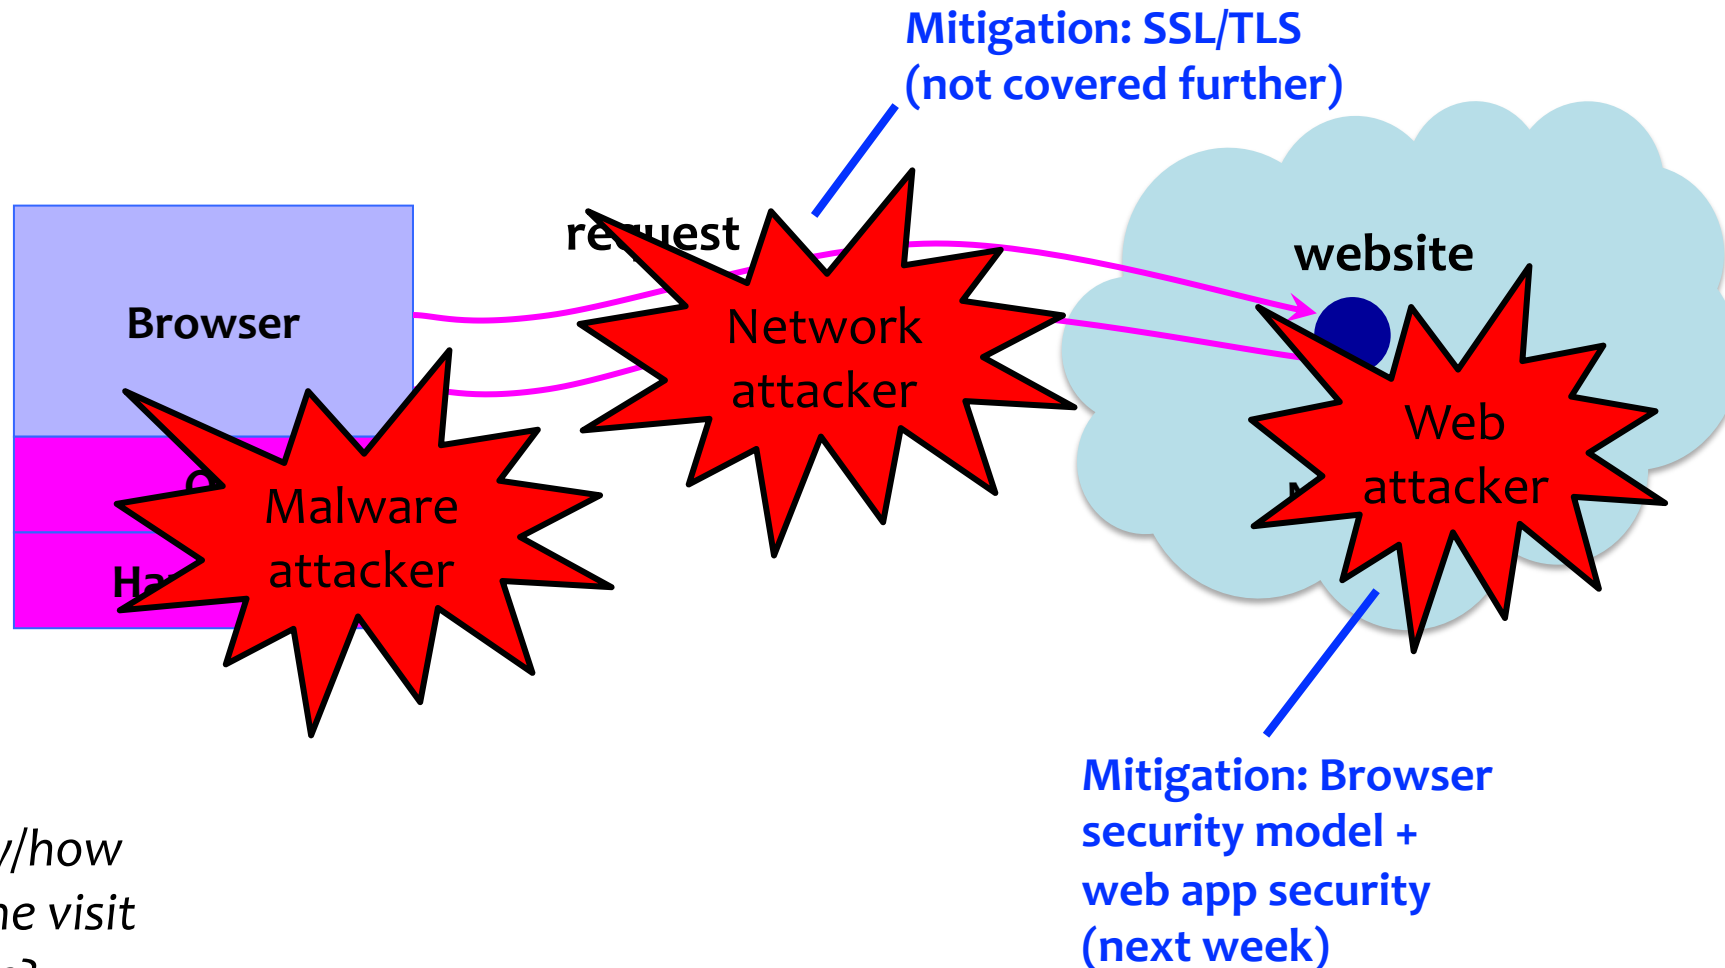 Mitigation: SSL/TLS
(not covered further)
request
website
Browser
Network
attacker
Web
attacker
Malware
attacker
Mitigation: Browser
security model +
web app security
(next week)
visit